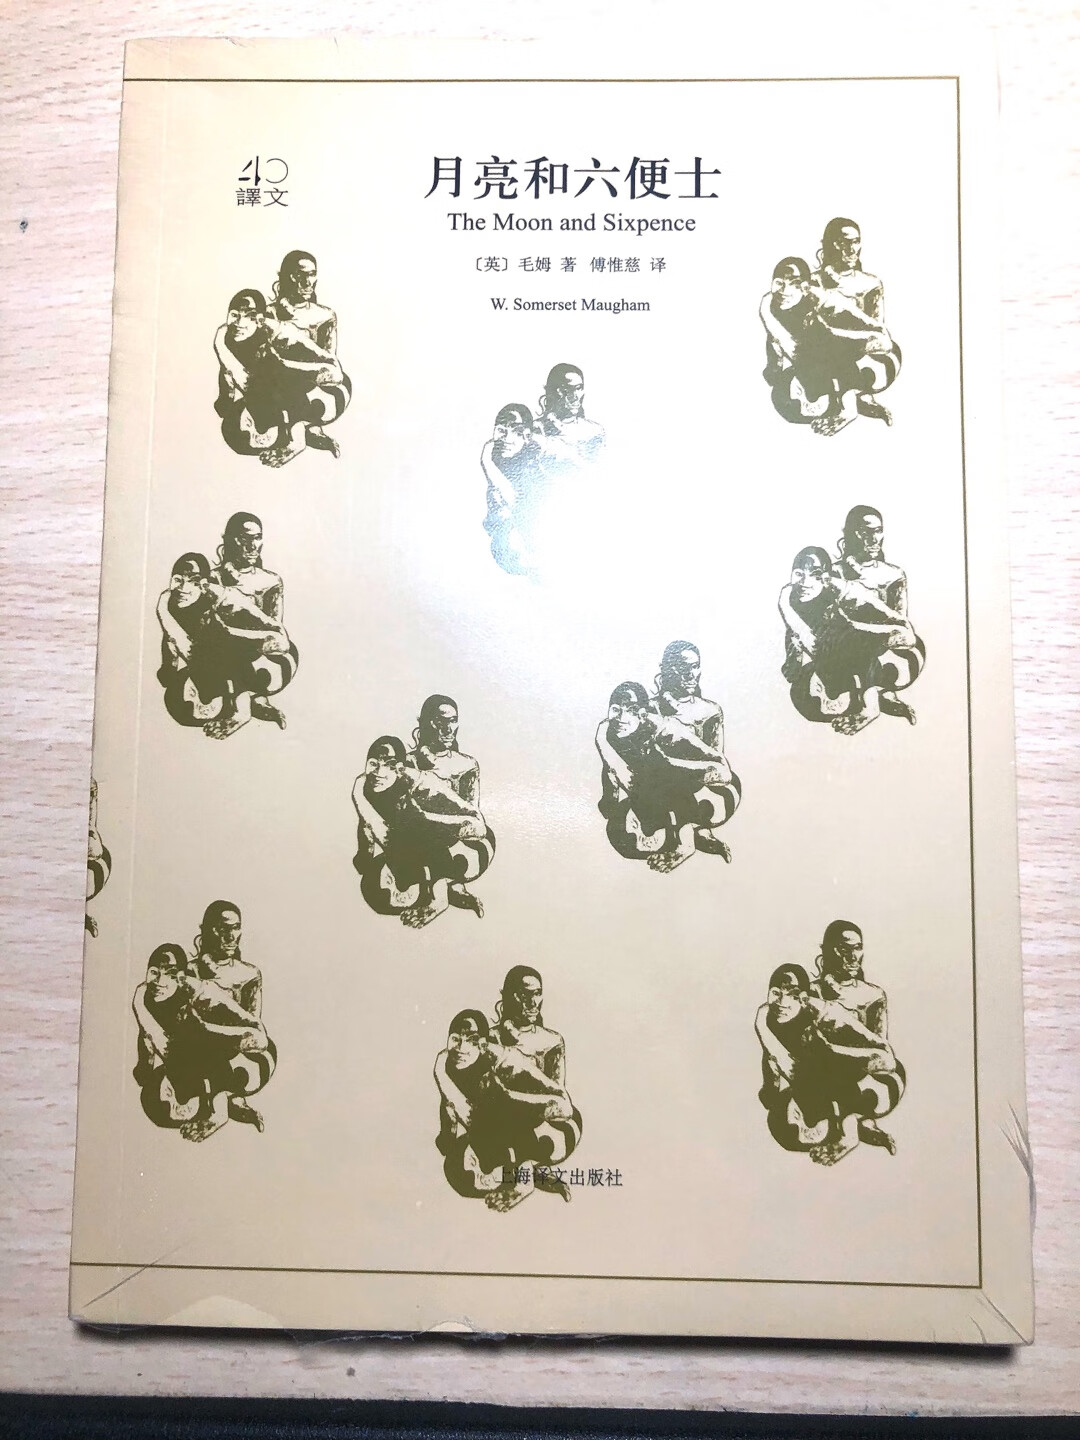 40
譯文
月亮和六便士
The Moon and Sixpence
〔英〕毛姆 著 傅惟慈 译
W. Somerset Maugham
上海译文出版社